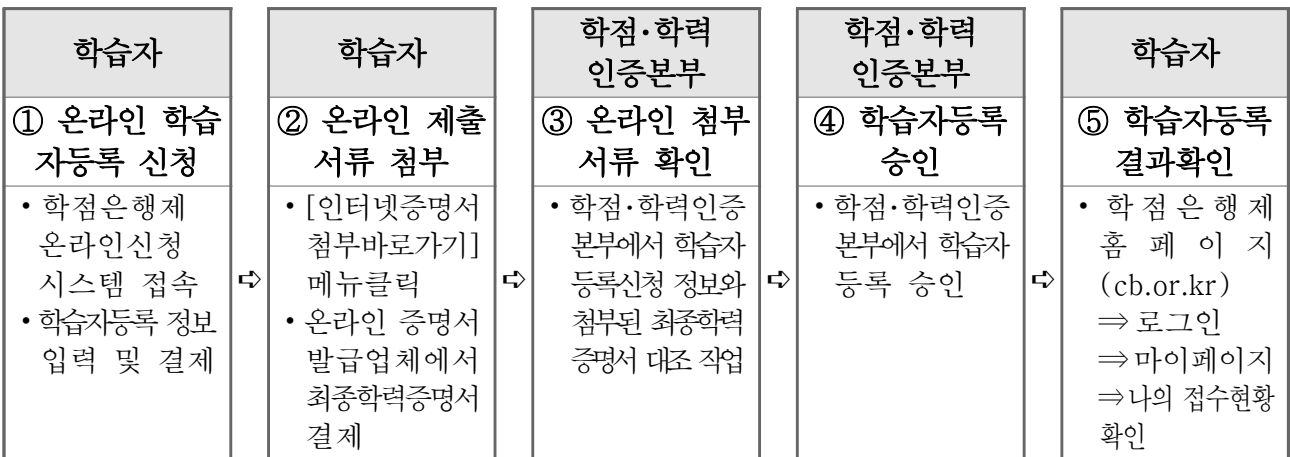 학습자
① 온라인 학습
자등록 신청
• 학점은행제
온라인신청
시스템 접속
• 학습자등록 정보
입력 및 결제
⇨
학습자
② 온라인 제출
서류 첨부
• [인터넷증명서
첨부바로가기]
메뉴클릭
• 온라인 증명서
발급업체에서
최종학력증명서
결제
⇨
학점·학력
인증본부
③ 온라인 첨부
서류 확인
• 학점·학력인증
본부에서 학습자
등록신청 정보와
첨부된 최종학력
증명서 대조 작업
⇨
학점·학력
인증본부
④ 학습자등록
승인
• 학점·학력인증
본부에서 학습자
등록 승인
⇨
학습자
⑤ 학습자등록
결과확인
• 학점은행제
홈페이지
(cb.or.kr)
⇒ 로그인
⇒ 마이페이지
⇒ 나의 접수현황
확인